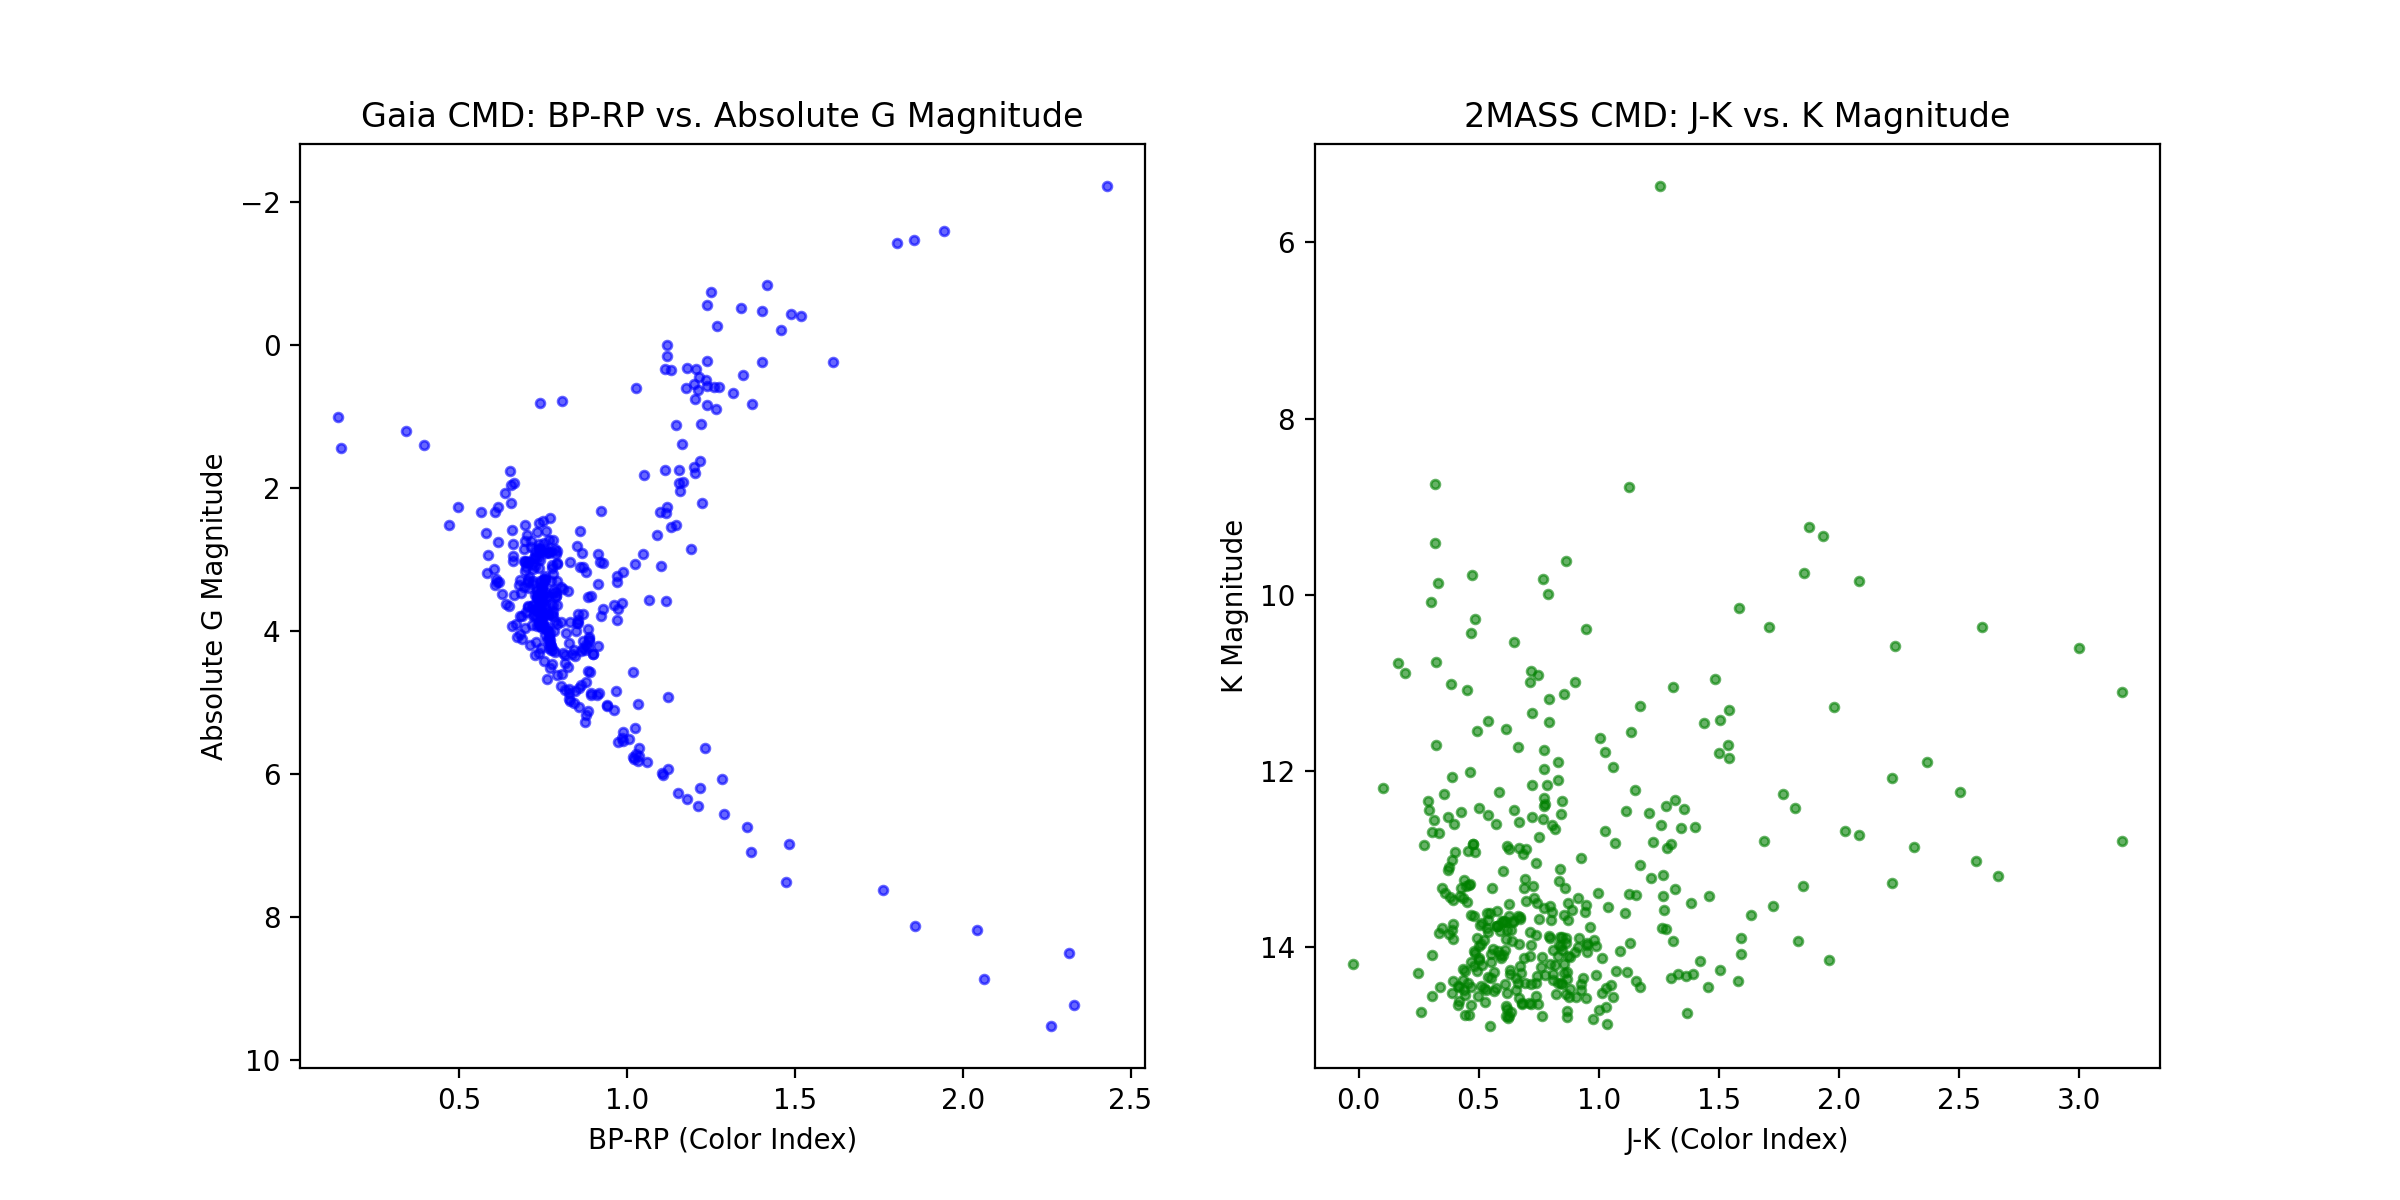 Gaia CMD: BP-RP vs. Absolute G Magnitude
−2
0
2
4
6
8
10
Absolute G Magnitude
0.5 1.0 1.5 2.0 2.5
BP-RP (Color Index)
2MASS CMD: J-K vs. K Magnitude
6
8
10
12
14
K Magnitude
0.0 0.5 1.0 1.5 2.0 2.5 3.0
J-K (Color Index)